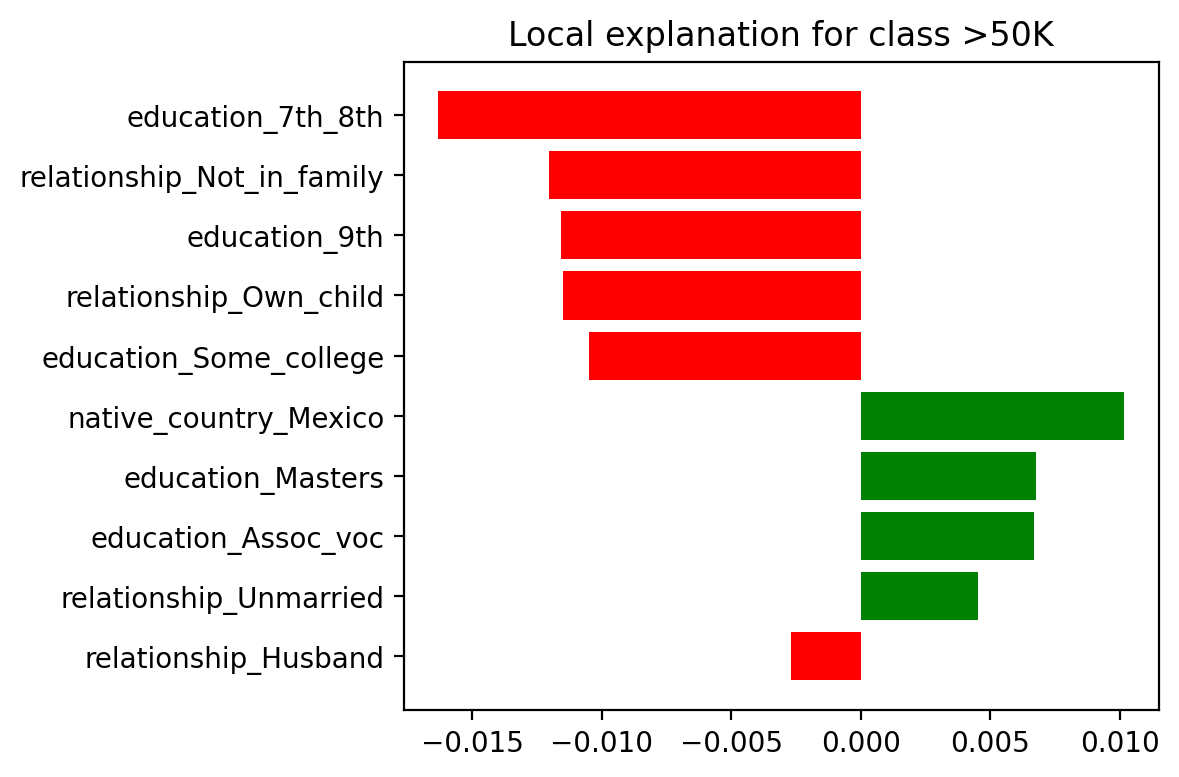 Local explanation for class >50K
education_7th_8th
relationship_Not_in_family
education_9th
relationship_Own_child
education_Some_college
native_country_Mexico
education_Masters
education_Assoc_voc
relationship_Unmarried
relationship_Husband
−0.015 −0.010 −0.005 0.000 0.005 0.010